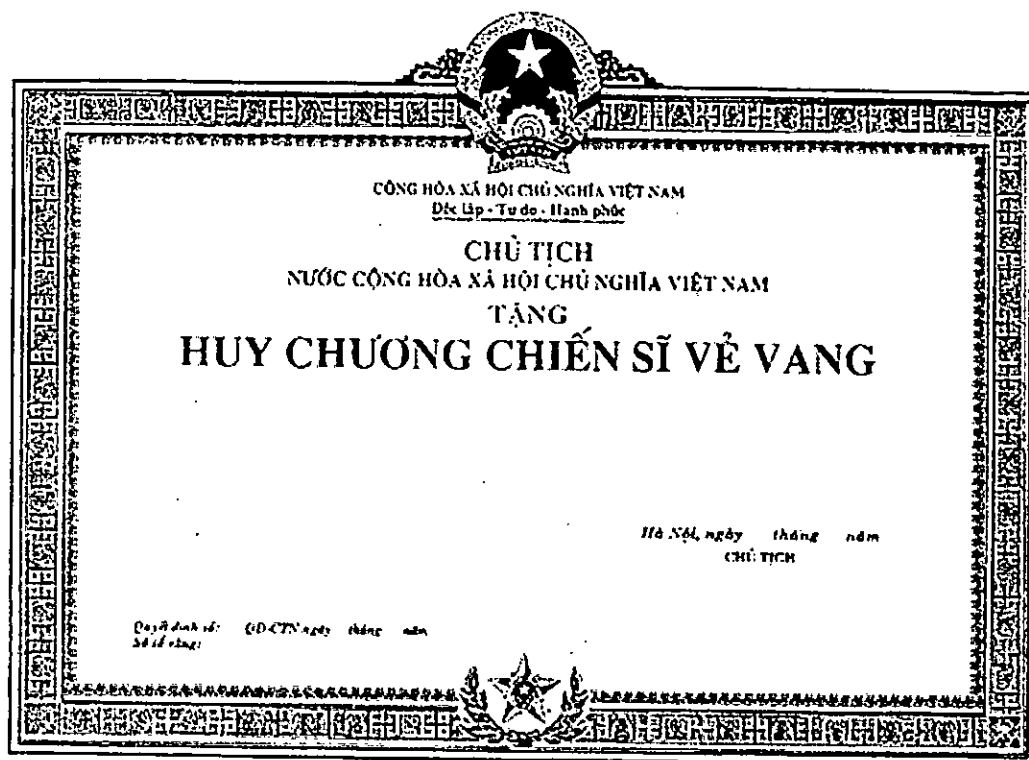 CỘNG HÒA XÃ HỘI CHỦ NGHĨA VIỆT NAM
Độc lập - Tự do - Hạnh phúc
CHỦ TỊCH
NƯỚC CỘNG HÒA XÃ HỘI CHỦ NGHĨA VIỆT NAM
TẶNG
HUY CHƯƠNG CHIẾN SĨ VẺ VANG
Hà Nội, ngày tháng năm
CHỦ TỊCH
Quyết định số: QĐ-CTN ngày tháng năm
Số sổ vàng: